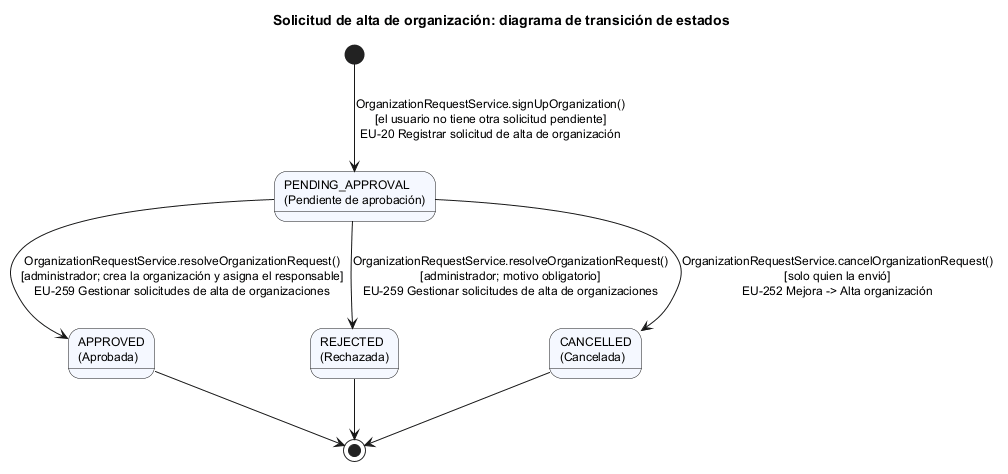 Solicitud de alta de organización: diagrama de transición de estados
OrganizationRequestService.signUpOrganization()
[el usuario no tiene otra solicitud pendiente]
EU-20 Registrar solicitud de alta de organización
PENDING_APPROVAL
(Pendiente de aprobación)
OrganizationRequestService.resolveOrganizationRequest()
[administrador; crea la organización y asigna el responsable]
EU-259 Gestionar solicitudes de alta de organizaciones
OrganizationRequestService.resolveOrganizationRequest()
[administrador; motivo obligatorio]
EU-259 Gestionar solicitudes de alta de organizaciones
OrganizationRequestService.cancelOrganizationRequest()
[solo quien la envió]
EU-252 Mejora -> Alta organización
APPROVED
(Aprobada)
REJECTED
(Rechazada)
CANCELLED
(Cancelada)